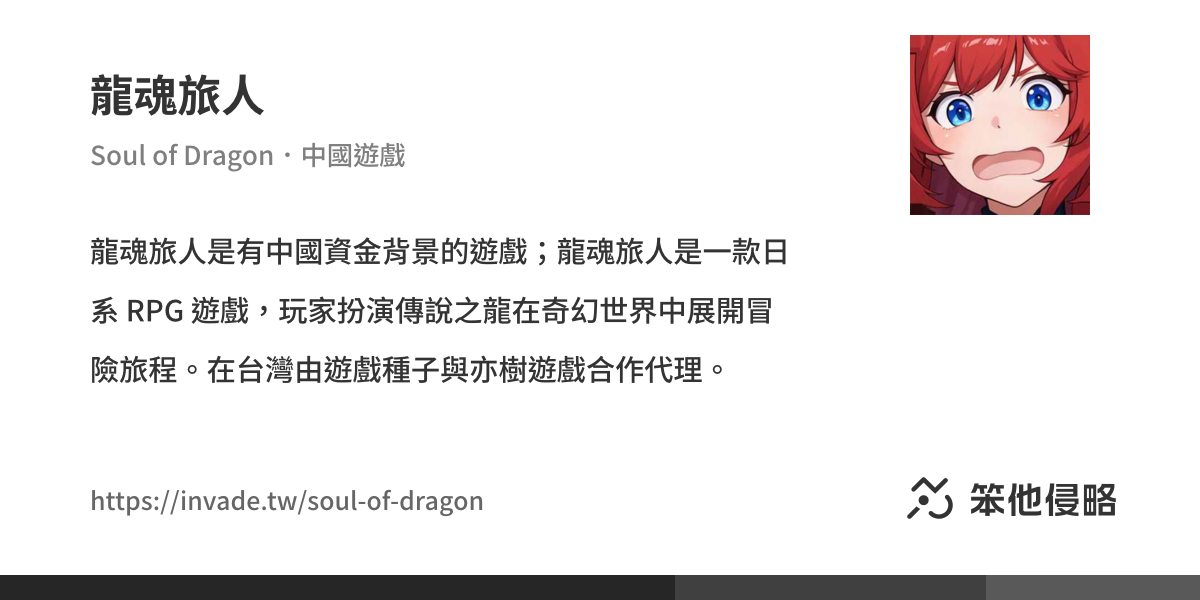 龍魂旅人
Soul of Dragon・中國遊戲
龍魂旅人是有中國資金背景的遊戲；龍魂旅人是一款日
系 RPG 遊戲，玩家扮演傳說之龍在奇幻世界中展開冒
險旅程。在台灣由遊戲種子與亦樹遊戲合作代理。
https://invade.tw/soul-of-dragon
笨他侵略